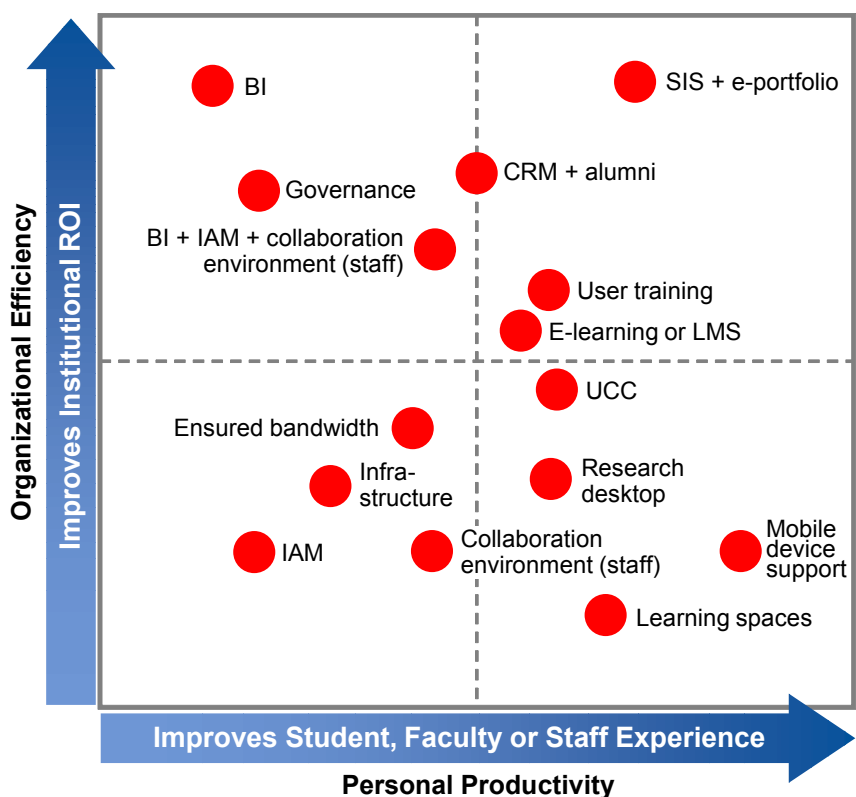 BI
SIS + e-portfolio
CRM + alumni
Governance
BI + IAM + collaboration
environment (staff)
User training
E-learning or LMS
UCC
Ensured bandwidth
Research
desktop
Infra-
structure
IAM
Collaboration
environment (staff)
Mobile
device
support
Learning spaces
Organizational Efficiency
Improves Institutional ROI
Improves Student, Faculty or Staff Experience
Personal Productivity